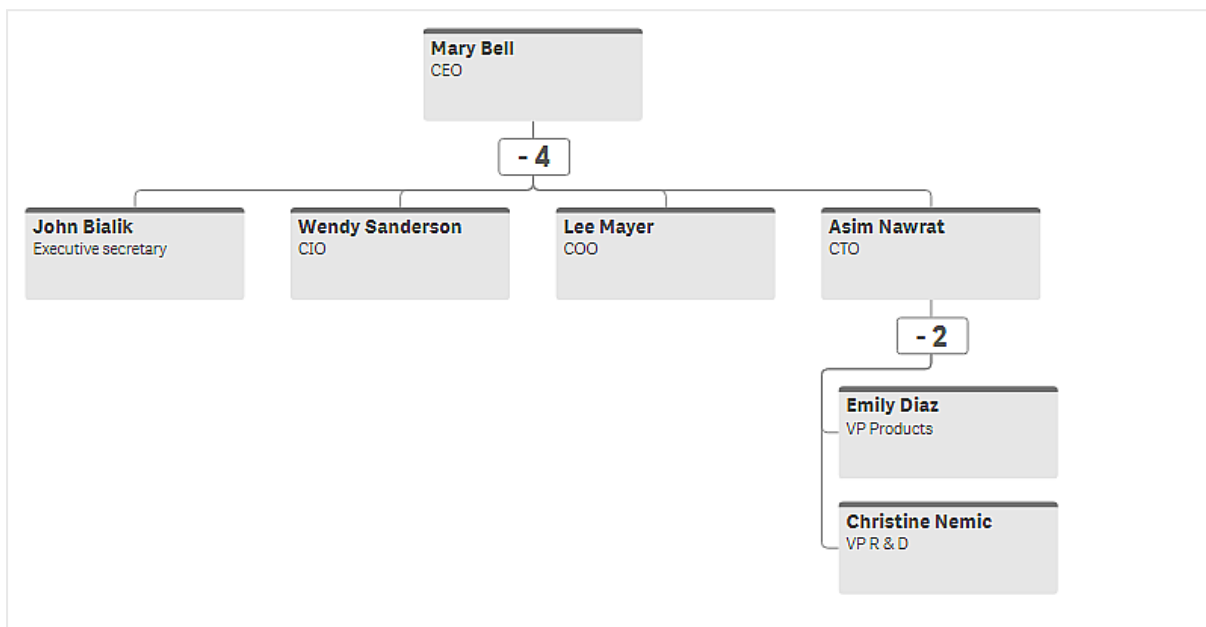 Mary Bell
CEO
- 4
John Bialik
Executive secretary
Wendy Sanderson
CIO
Lee Mayer
COO
Asim Nawrat
CTO
- 2
Emily Diaz
VP Products
Christine Nemic
VP R & D